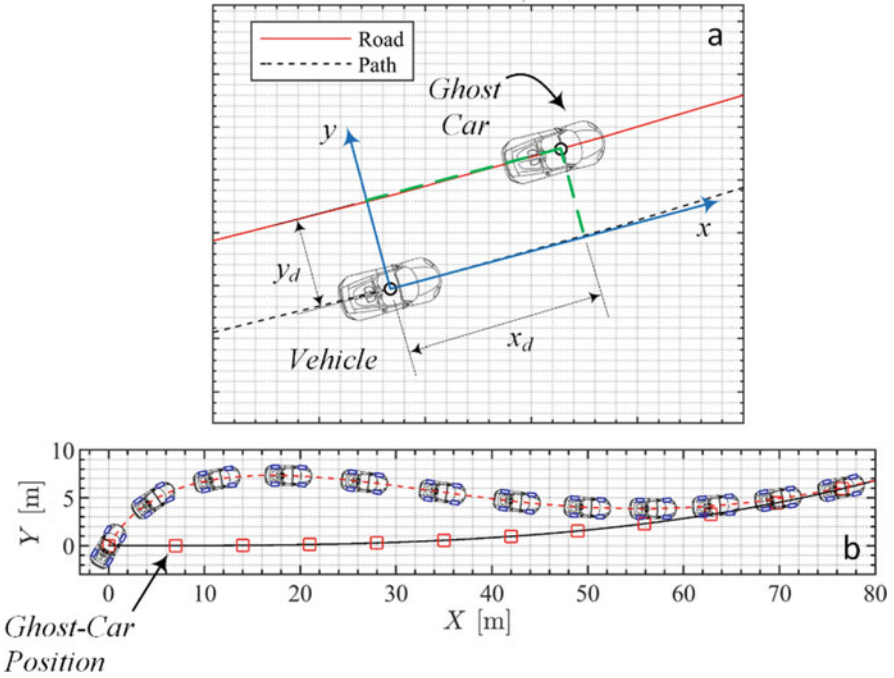 a
Road
Path
Ghost
Car
y
x
y_d
x_d
Vehicle
10
5
0
Y [m]
b
0 10 20 30 40 50 60 70 80
X [m]
Ghost-Car
Position